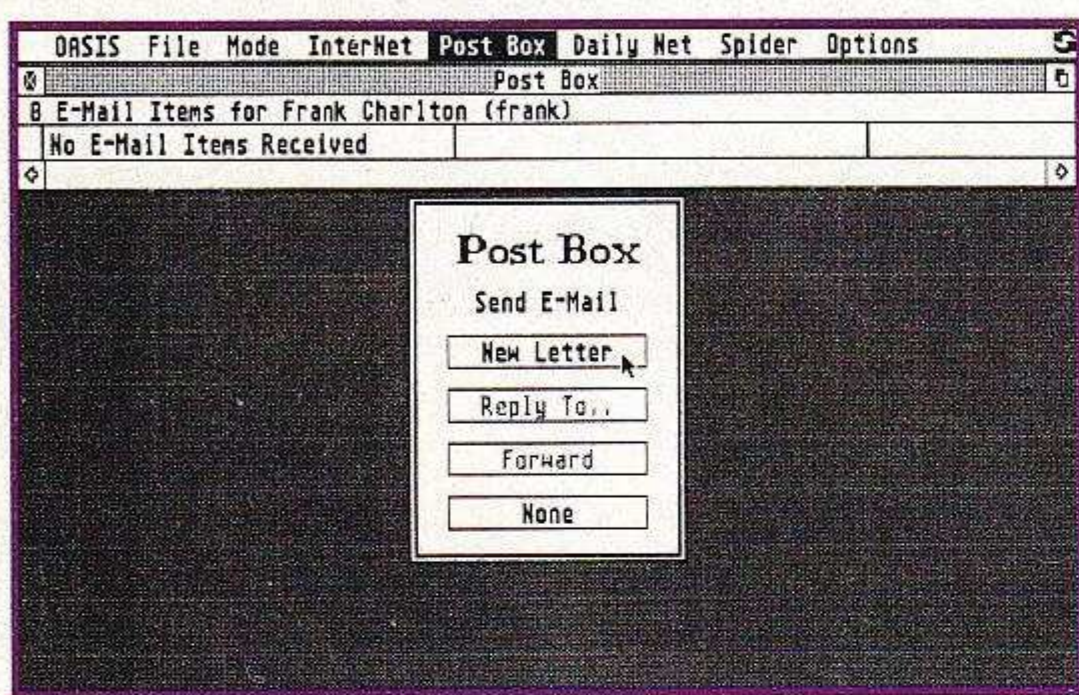 OASIS File Mode InterNet Post Box Daily Net Spider Options
Post Box
8 E-Mail Items for Frank Charlton (frank)
No E-Mail Items Received
Post Box
Send E-Mail
New Letter
Reply To..
Forward
None